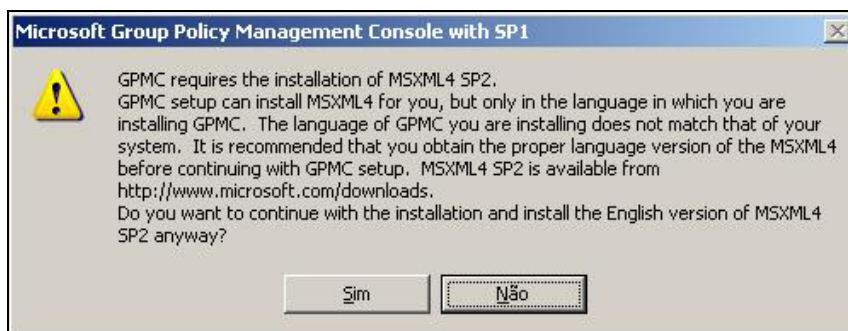 Microsoft Group Policy Management Console with SP1
GPMC requires the installation of MSXML4 SP2.
GPMC setup can install MSXML4 for you, but only in the language in which you are
installing GPMC. The language of GPMC you are installing does not match that of your
system. It is recommended that you obtain the proper language version of the MSXML4
before continuing with GPMC setup. MSXML4 SP2 is available from
http://www.microsoft.com/downloads.
Do you want to continue with the installation and install the English version of MSXML4
SP2 anyway?
Sim
Não